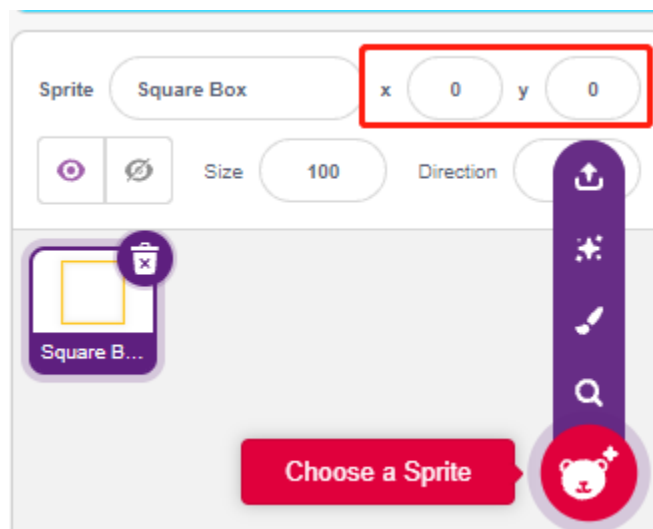 Sprite Square Box x 0 y 0
Size 100 Direction
Square B...
Choose a Sprite